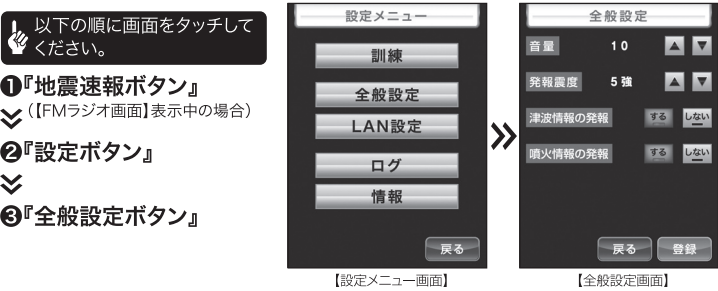 以下の順に画面をタッチして
ください。
❶『地震速報ボタン』
（【FMラジオ画面】表示中の場合）
❷『設定ボタン』
❸『全般設定ボタン』
設定メニュー
訓練
全般設定
LAN設定
ログ
情報
戻る
【設定メニュー画面】
全般設定
音量 10 ▲ ▼
発報震度 5強 ▲ ▼
津波情報の発報 する しない
噴火情報の発報 する しない
戻る 登録
【全般設定画面】